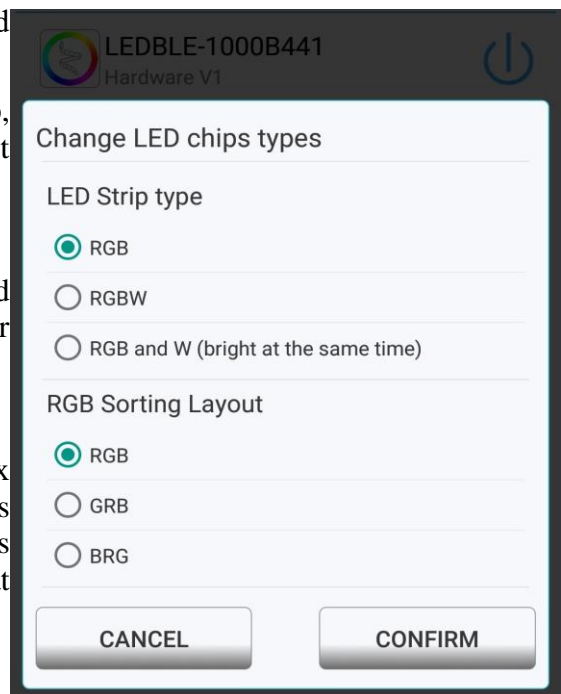 LEDBLE-1000B441
Hardware V1
Change LED chips types
LED Strip type
RGB
RGBW
RGB and W (bright at the same time)
RGB Sorting Layout
RGB
GRB
BRG
CANCEL
CONFIRM